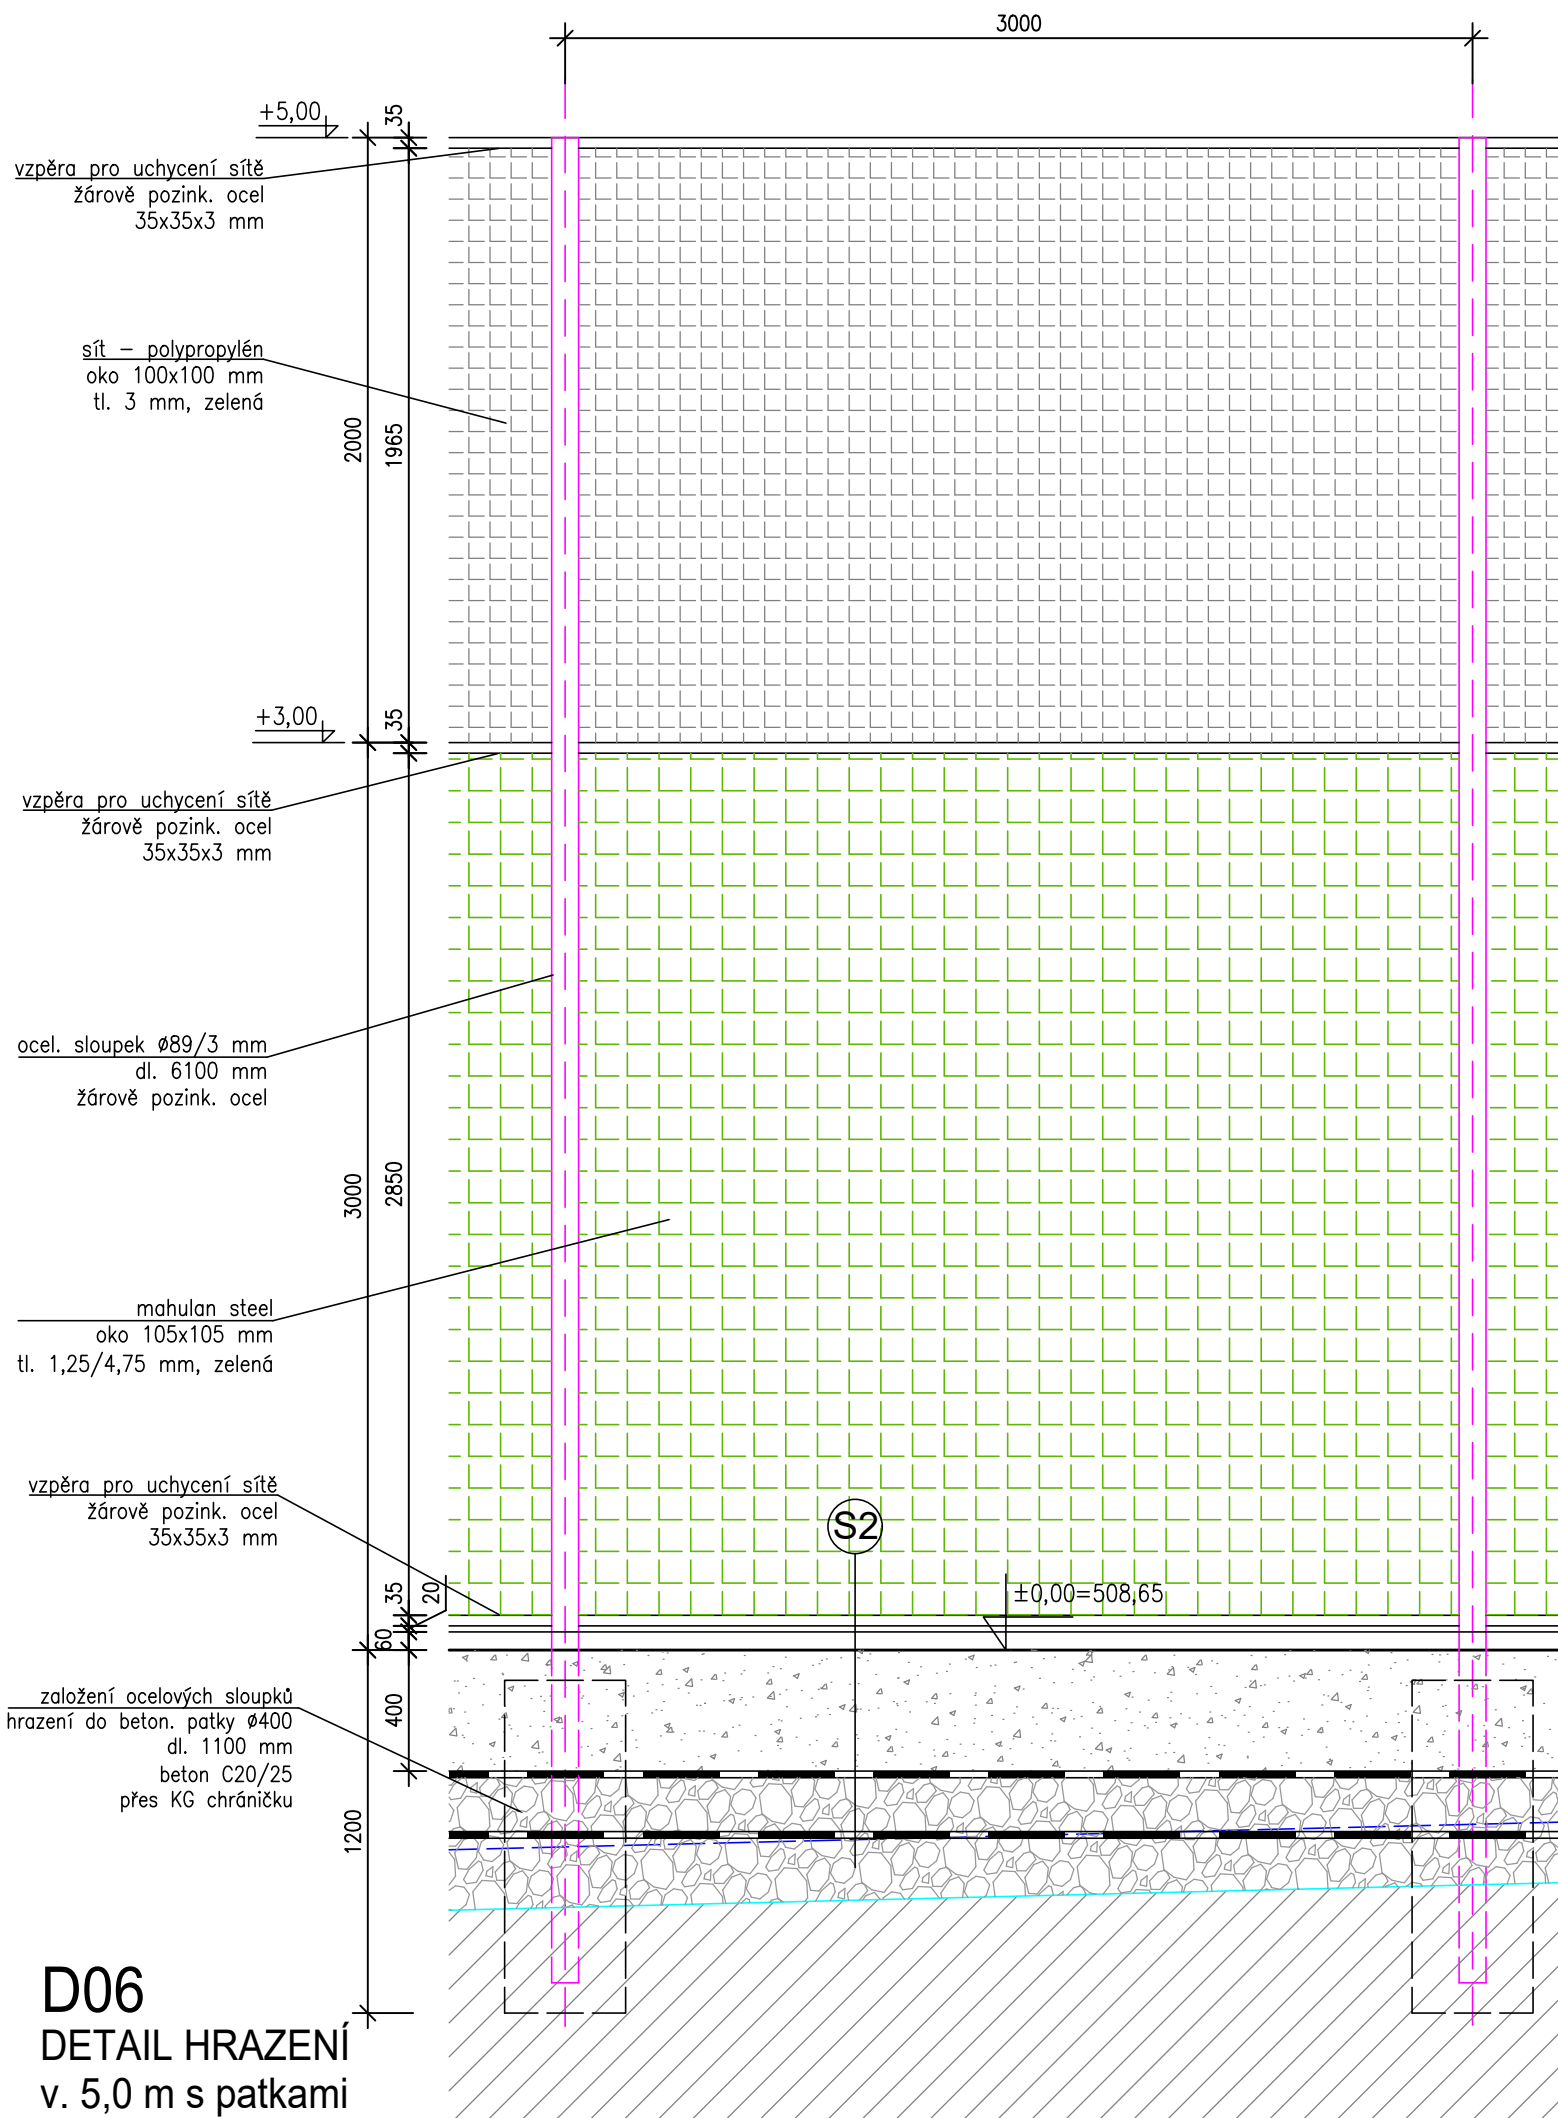 3000
+5,00
35
vzpěra pro uchycení sítě
žárově pozink. ocel
35x35x3 mm
sít – polypropylén
oko 100x100 mm
tl. 3 mm, zelená
2000
1965
+3,00
35
vzpěra pro uchycení sítě
žárově pozink. ocel
35x35x3 mm
ocel. sloupek Ø89/3 mm
dl. 6100 mm
žárově pozink. ocel
3000
2850
mahulan steel
oko 105x105 mm
tl. 1,25/4,75 mm, zelená
vzpěra pro uchycení sítě
žárově pozink. ocel
35x35x3 mm
S2
35
20
±0,00=508,65
60
založení ocelových sloupků
hrazení do beton. patky Ø400
dl. 1100 mm
beton C20/25
přes KG chráničku
400
1200
D06
DETAIL HRAZENÍ
v. 5,0 m s patkami